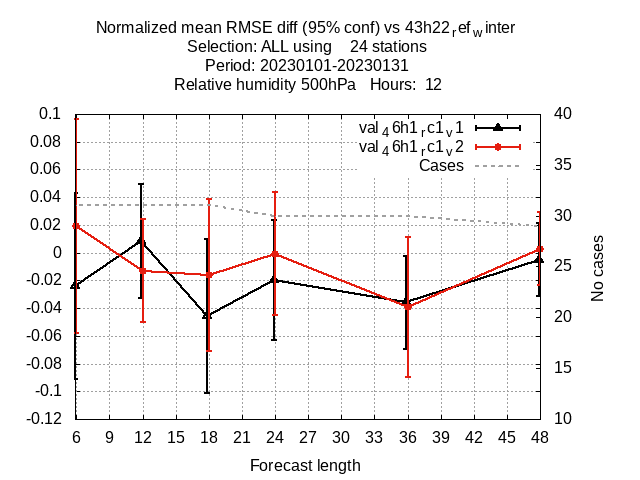 Normalized mean RMSE diff (95% conf) vs 43h22ref_winter
Selection: ALL using 24 stations
Period: 20230101-20230131
Relative humidity 500hPa Hours: 12
val46h1rc1v1
val46h1rc1v2
Cases
0.1
0.08
0.06
0.04
0.02
0
-0.02
-0.04
-0.06
-0.08
-0.1
-0.12
40
35
30
25
20
15
10
No cases
6 9 12 15 18 21 24 27 30 33 36 39 42 45 48
Forecast length